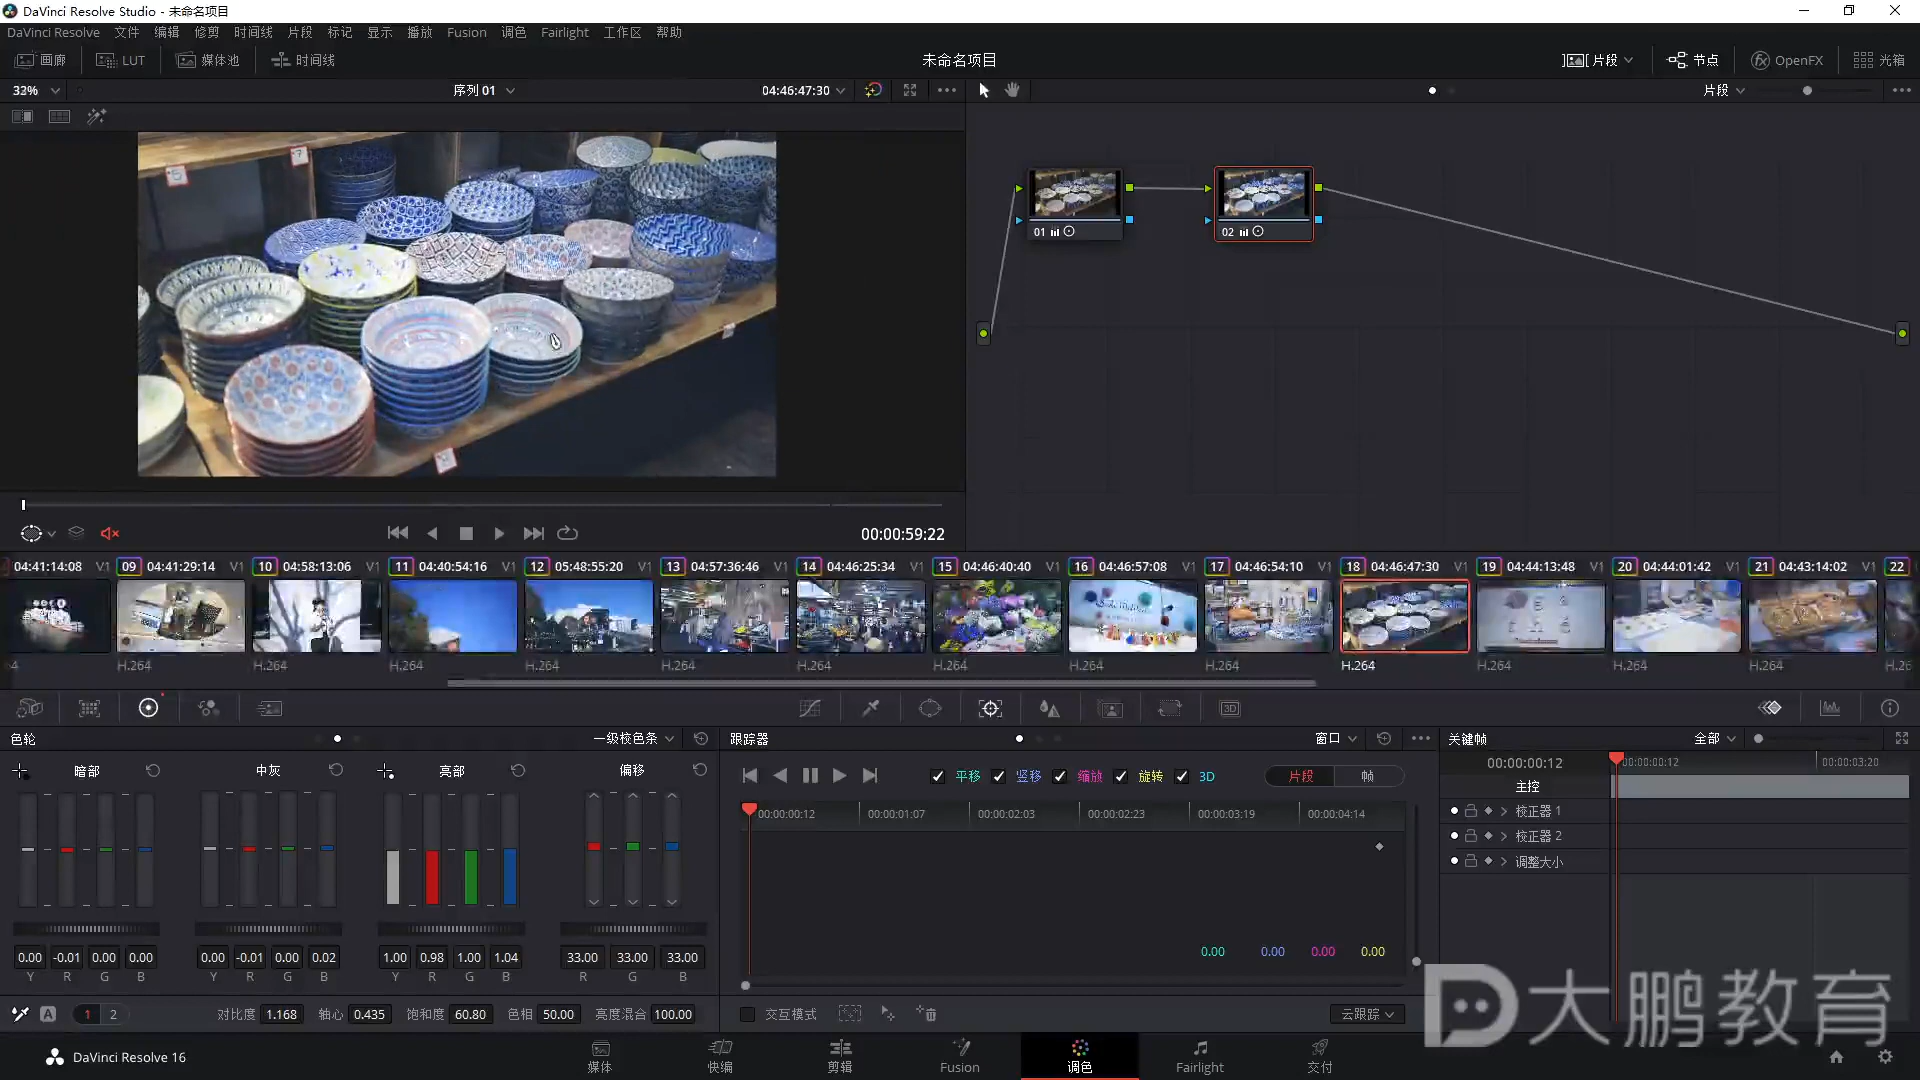 DaVinci Resolve Studio - 未命名项目
DaVinci Resolve 文件 编辑 修剪 时间线 片段 标记 显示 播放 Fusion 调色 Fairlight 工作区 帮助
画廊 LUT 媒体池 时间线 未命名项目 片段 节点 OpenFX 光箱
32% 序列 01 04:46:47:30 片段
01 02
00:00:59:22
04:41:14:08 V1 09 04:41:29:14 V1 10 04:58:13:06 V1 11 04:40:54:16 V1 12 05:48:55:20 V1 13 04:57:36:46 V1 14 04:46:25:34 V1 15 04:46:40:40 V1 16 04:46:57:08 V1 17 04:46:54:10 V1 18 04:46:47:30 V1 19 04:44:13:48 V1 20 04:44:01:42 V1 21 04:43:14:02 V1 22
H.264 H.264 H.264 H.264 H.264 H.264 H.264 H.264 H.264 H.264 H.264 H.264 H.264
3D
色轮 一级校色条 跟踪器 窗口 关键帧 全部
暗部 中灰 亮部 偏移
平移 竖移 缩放 旋转 3D 片段 帧
00:00:00:12 00:00:00:12 00:00:03:20
主控
校正器 1
校正器 2
调整大小
00:00:00:12 00:00:01:07 00:00:02:03 00:00:02:23 00:00:03:19 00:00:04:14
0.00 0.00 0.00 0.00
0.00 -0.01 0.00 0.00 0.00 -0.01 0.00 0.02 1.00 0.98 1.00 1.04 33.00 33.00 33.00
Y R G B Y R G B Y R G B R G B
A 1 2 对比度 1.168 轴心 0.435 饱和度 60.80 色相 50.00 亮度混合 100.00
交互模式 云跟踪
大鹏教育
DaVinci Resolve 16 媒体 快编 剪辑 Fusion 调色 Fairlight 交付